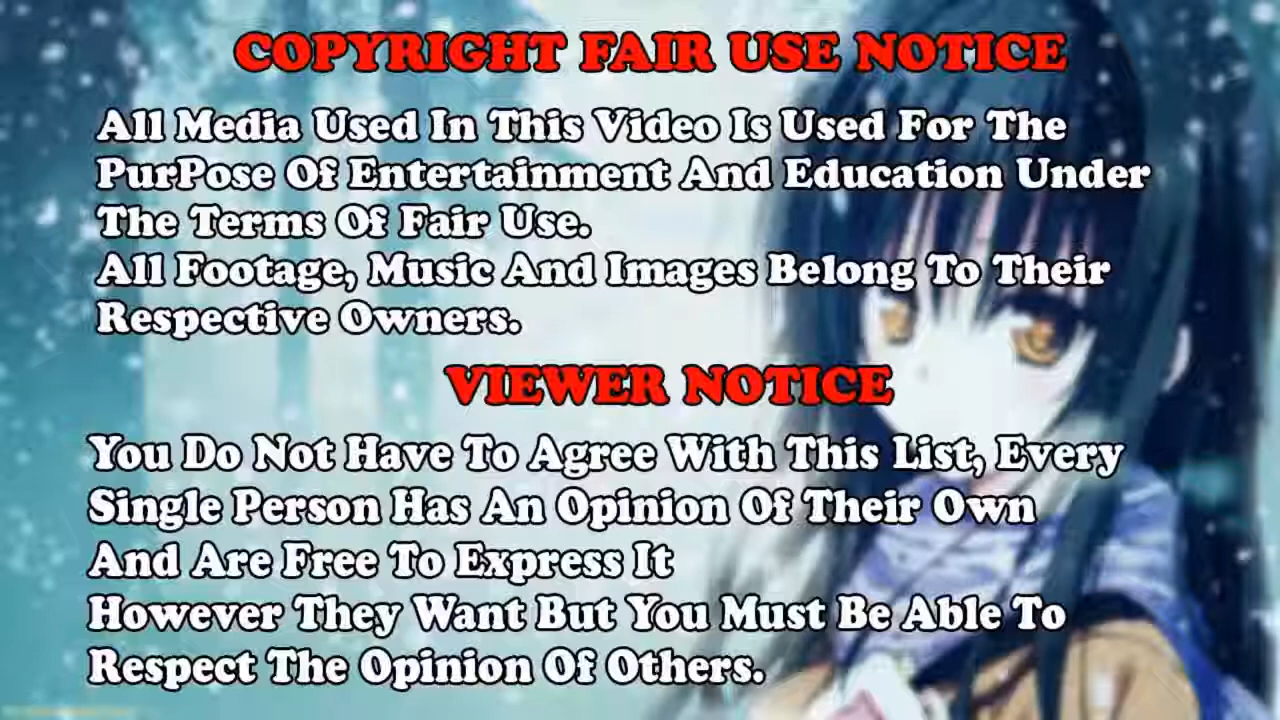 COPYRIGHT FAIR USE NOTICE
All Media Used In This Video Is Used For The
PurPose Of Entertainment And Education Under
The Terms Of Fair Use.
All Footage, Music And Images Belong To Their
Respective Owners.
VIEWER NOTICE
You Do Not Have To Agree With This List, Every
Single Person Has An Opinion Of Their Own
And Are Free To Express It
However They Want But You Must Be Able To
Respect The Opinion Of Others.